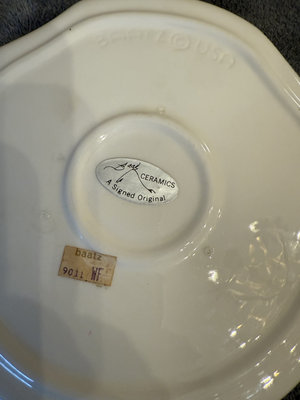 USA
CERAMICS
A Signed Original
baatz
9011 WF